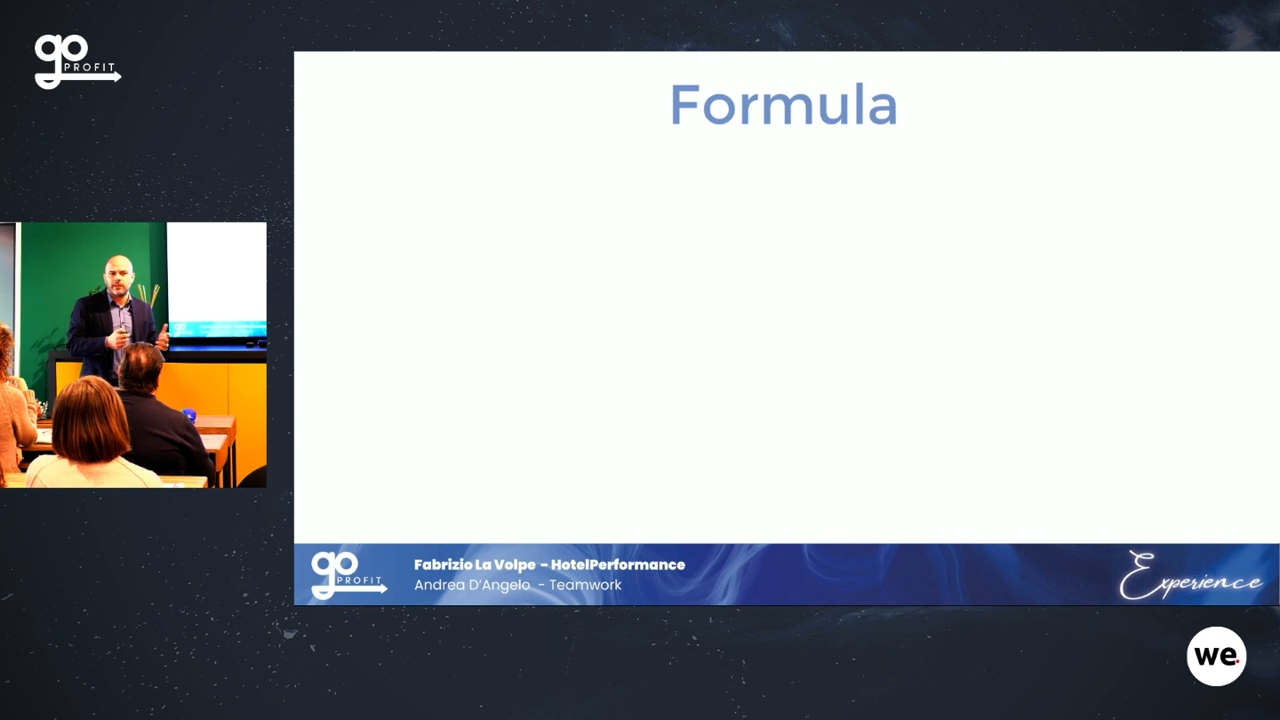 go
PROFIT
Formula
go
PROFIT
Fabrizio La Volpe - HotelPerformance
Andrea D'Angelo - Teamwork
Experience
we.